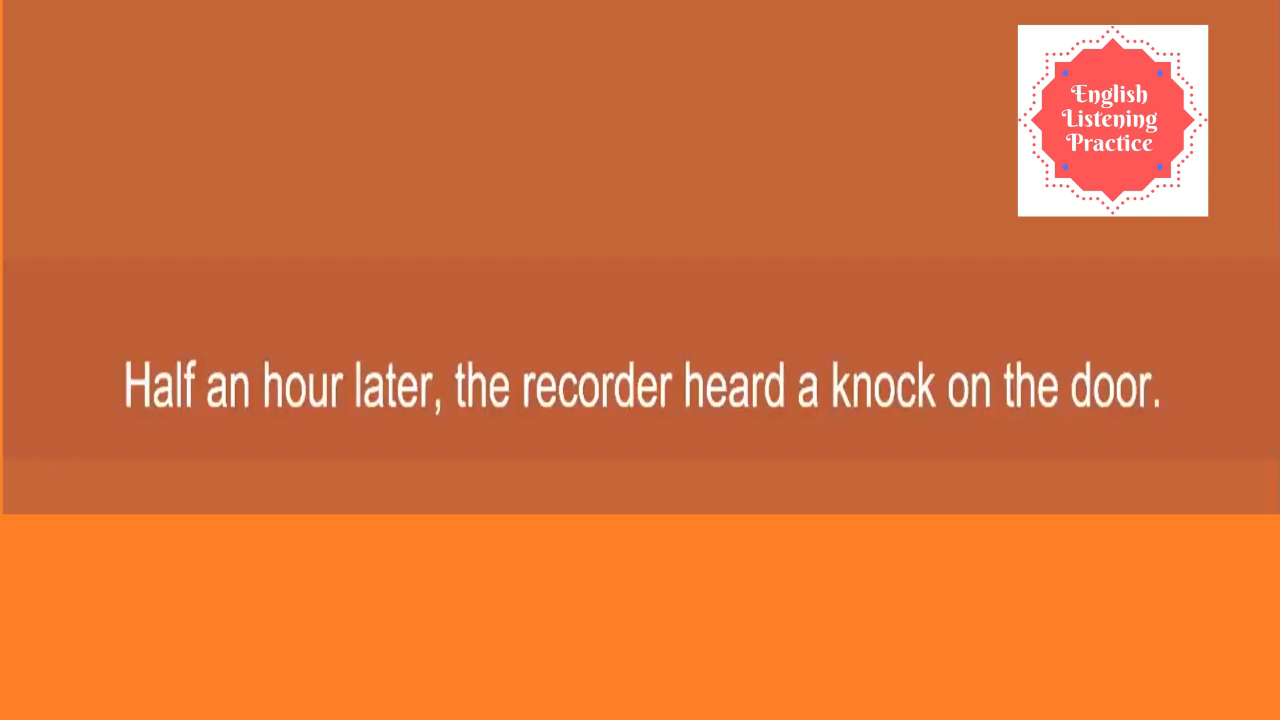 English
Listening
Practice
Half an hour later, the recorder heard a knock on the door.